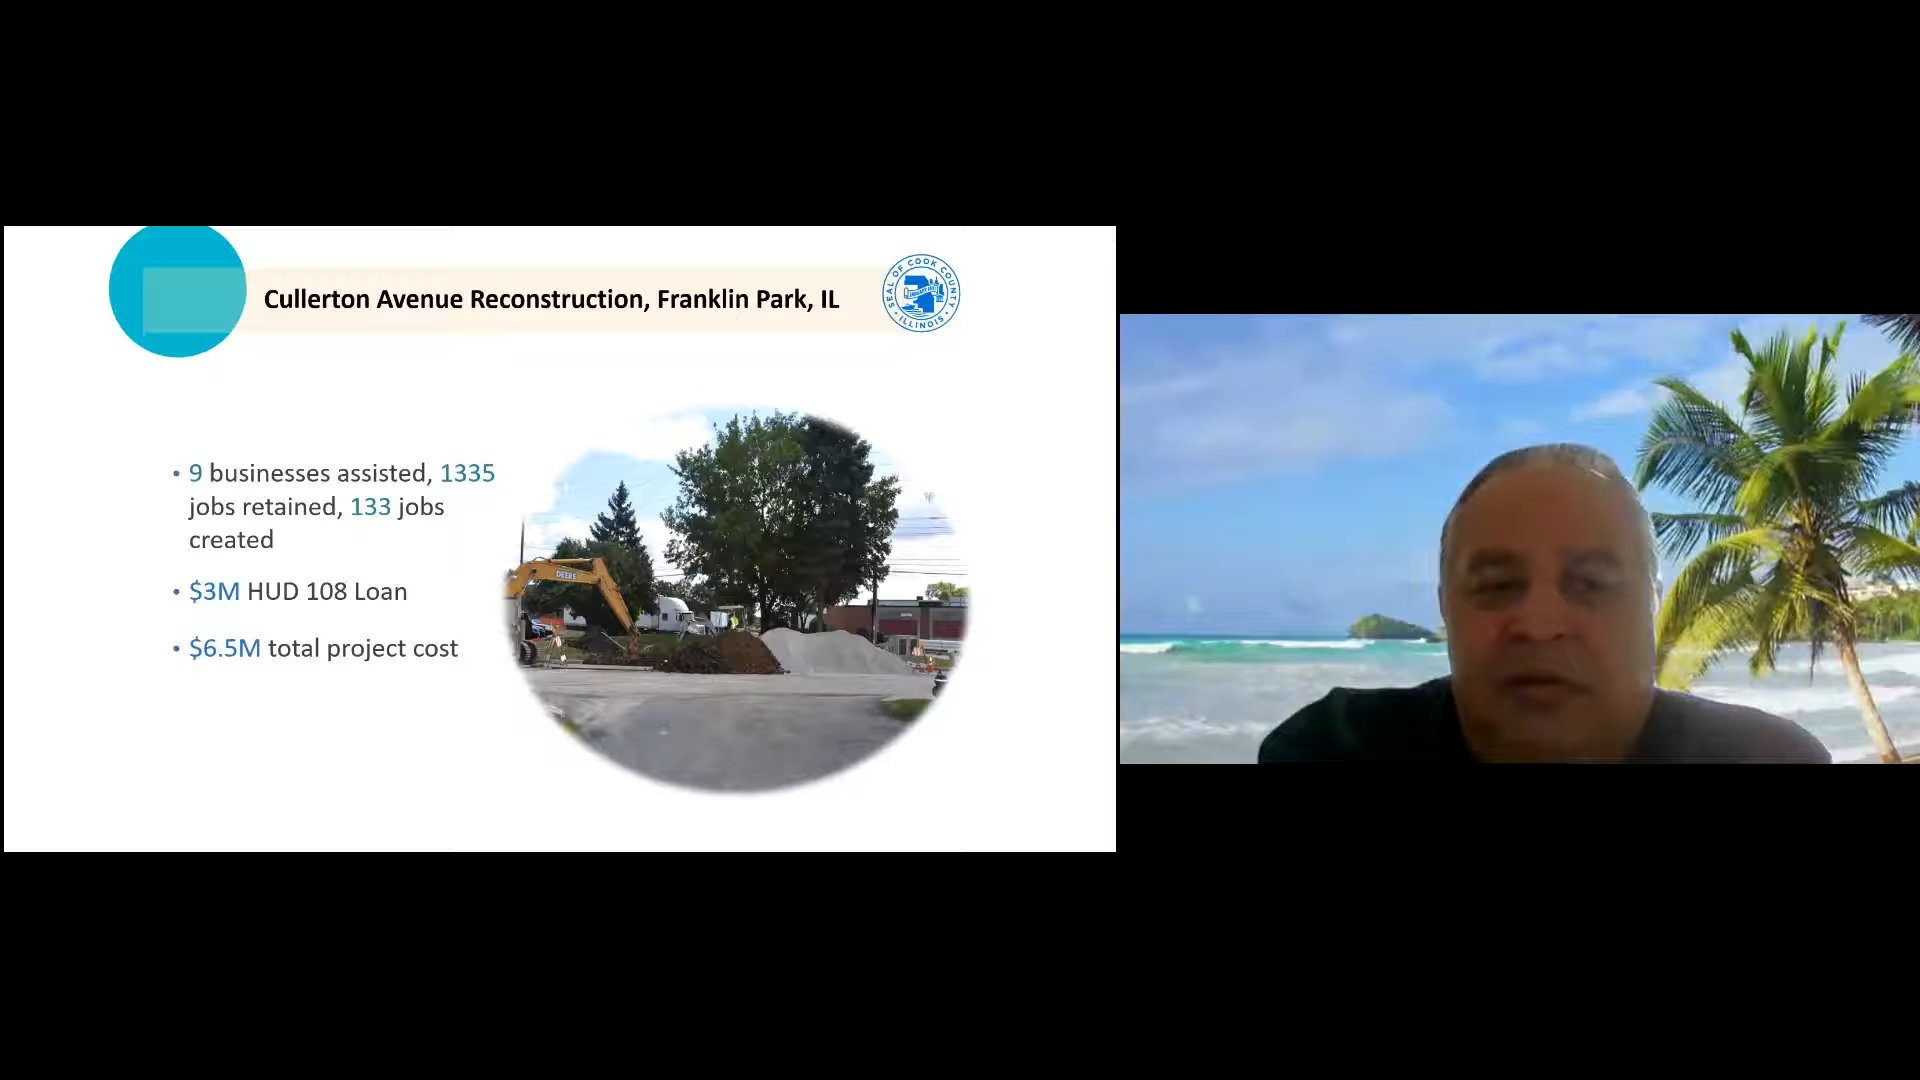 Cullerton Avenue Reconstruction, Franklin Park, IL
SEAL OF COOK COUNTY
ILLINOIS
• 9 businesses assisted, 1335
jobs retained, 133 jobs
created
• $3M HUD 108 Loan
• $6.5M total project cost
DEERE